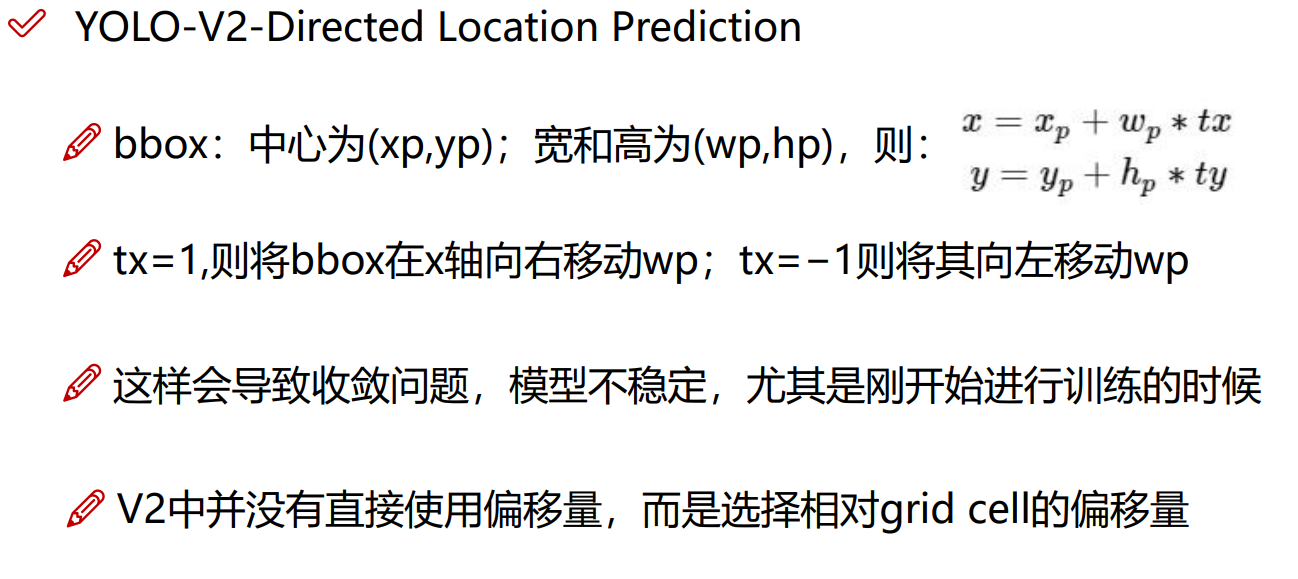 YOLO-V2-Directed Location Prediction
bbox：中心为(xp,yp)；宽和高为(wp,hp)，则：
x = x_p + w_p * tx
y = y_p + h_p * ty
tx=1,则将bbox在x轴向右移动wp；tx=−1则将其向左移动wp
这样会导致收敛问题，模型不稳定，尤其是刚开始进行训练的时候
V2中并没有直接使用偏移量，而是选择相对grid cell的偏移量